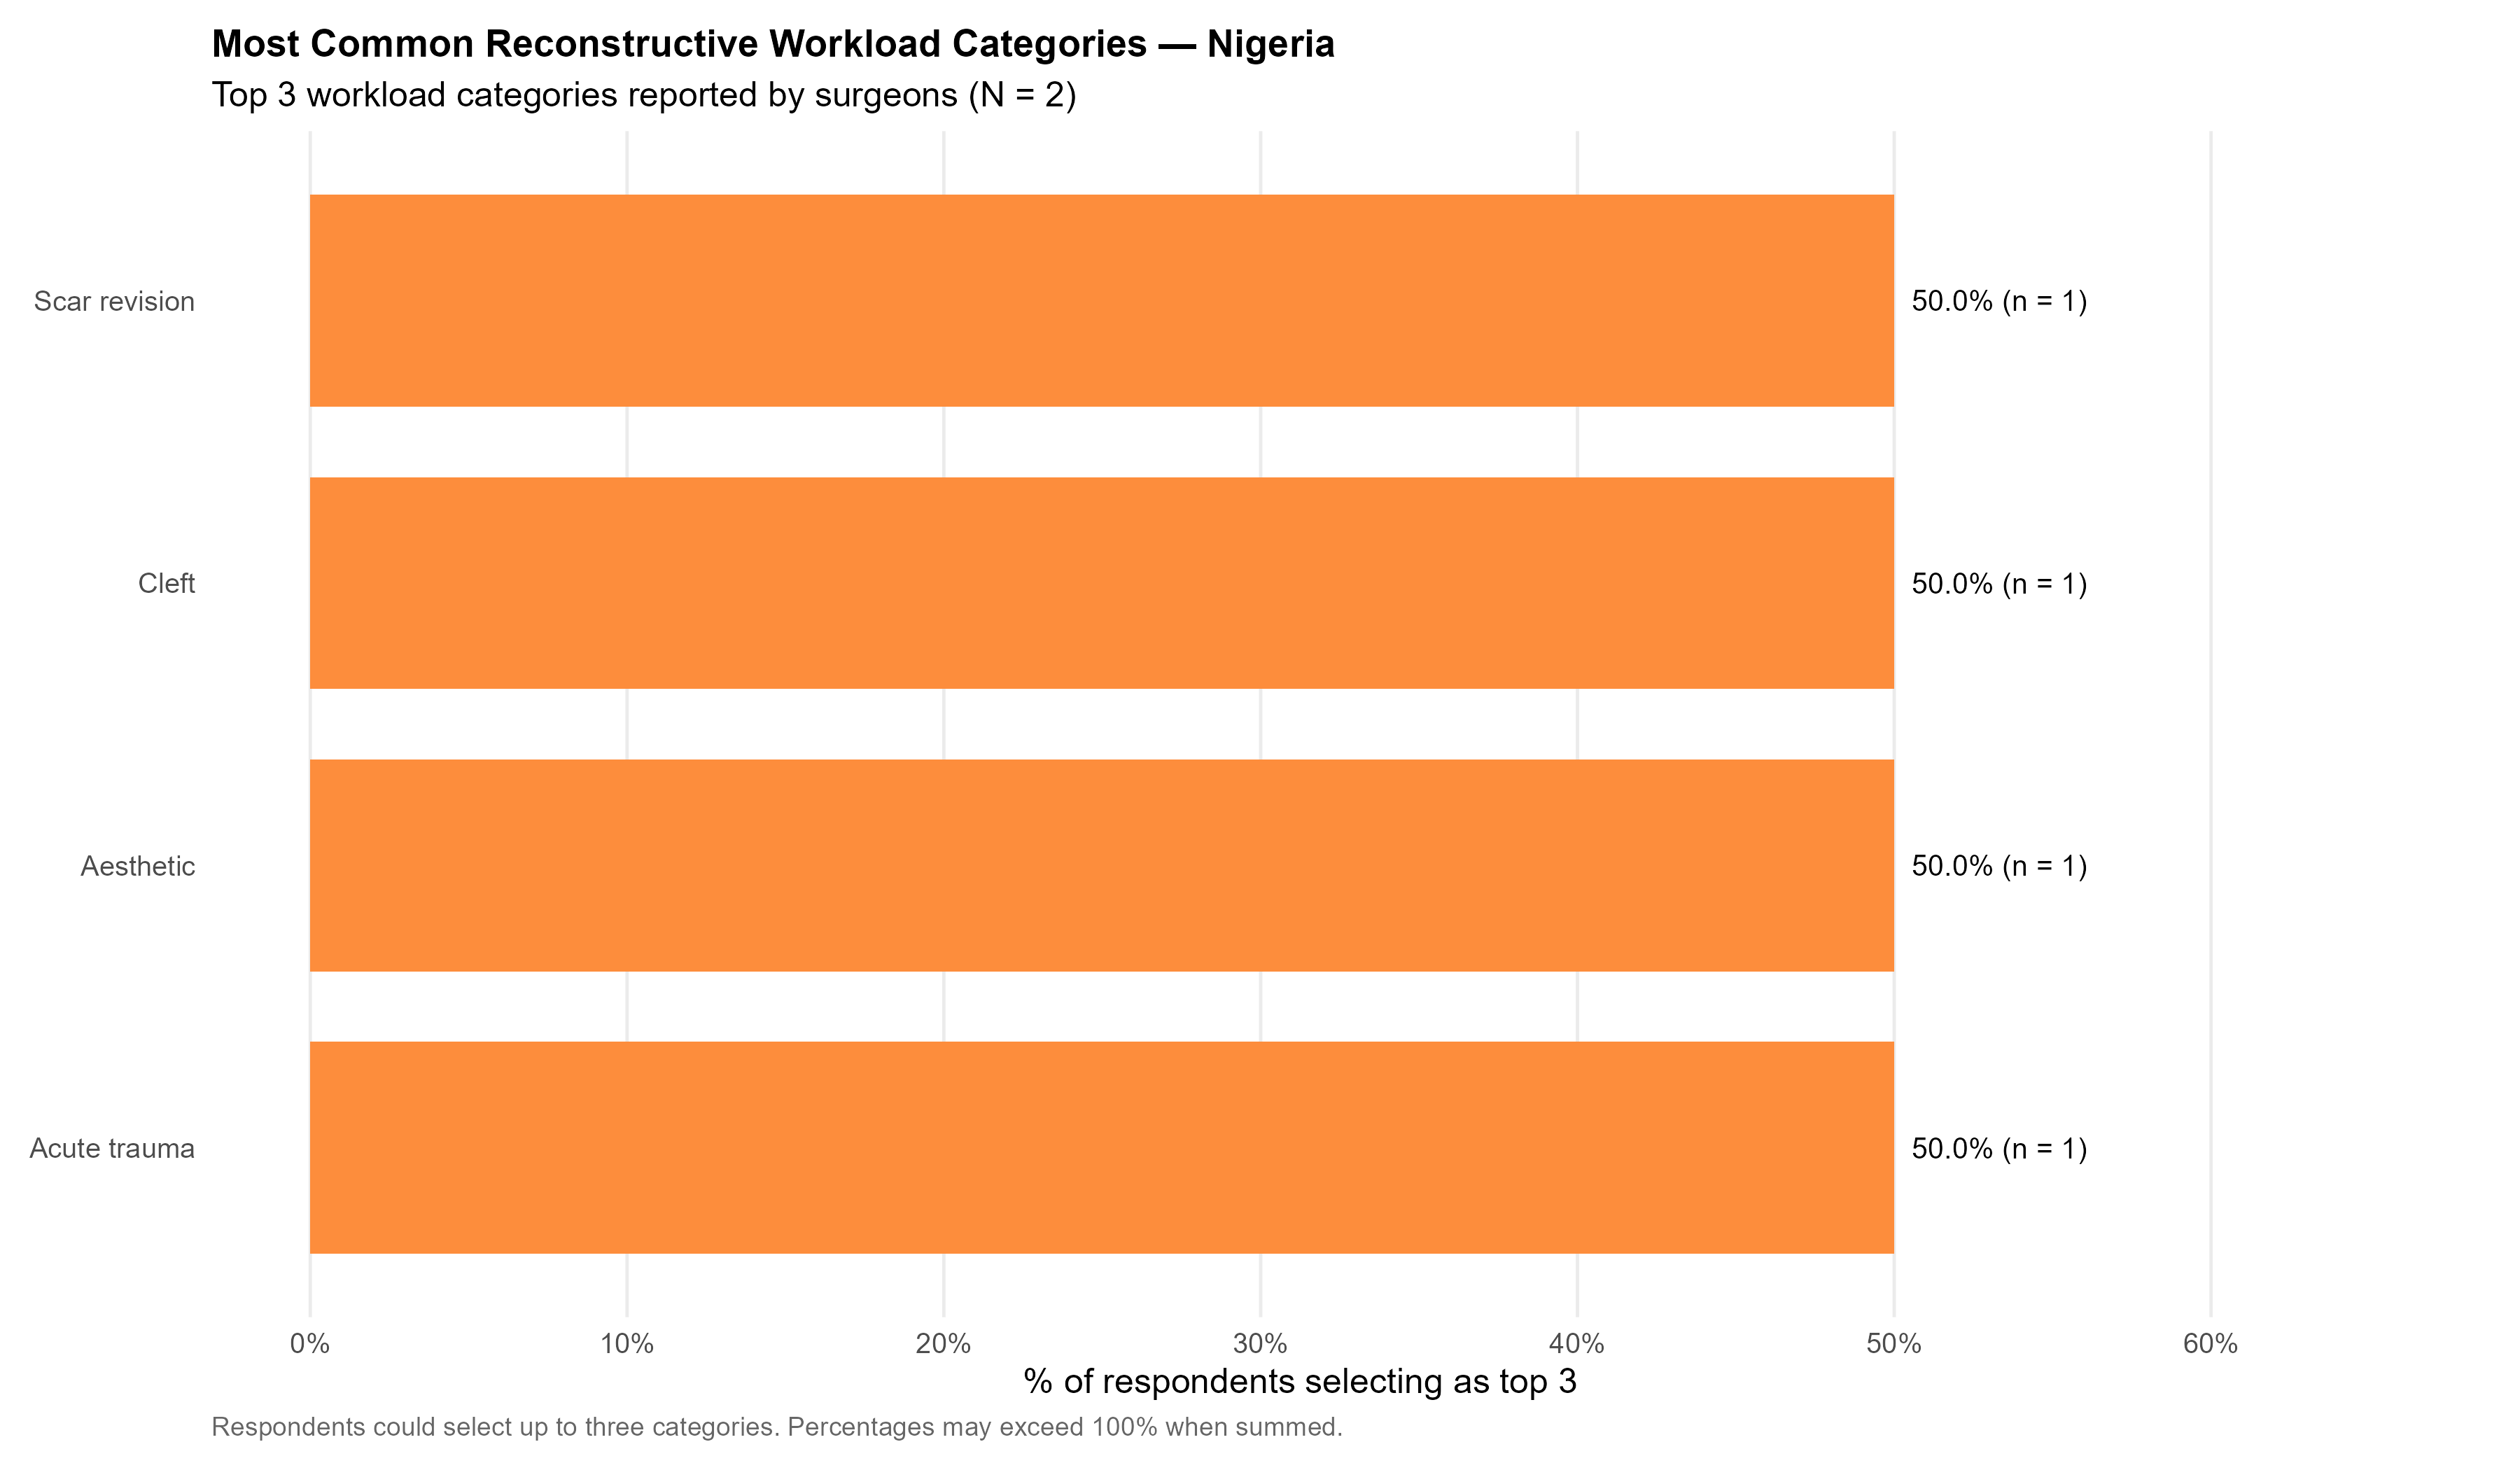 Most Common Reconstructive Workload Categories — Nigeria
Top 3 workload categories reported by surgeons (N = 2)
Scar revision
50.0% (n = 1)
Cleft
50.0% (n = 1)
Aesthetic
50.0% (n = 1)
Acute trauma
50.0% (n = 1)
0% 10% 20% 30% 40% 50% 60%
% of respondents selecting as top 3
Respondents could select up to three categories. Percentages may exceed 100% when summed.